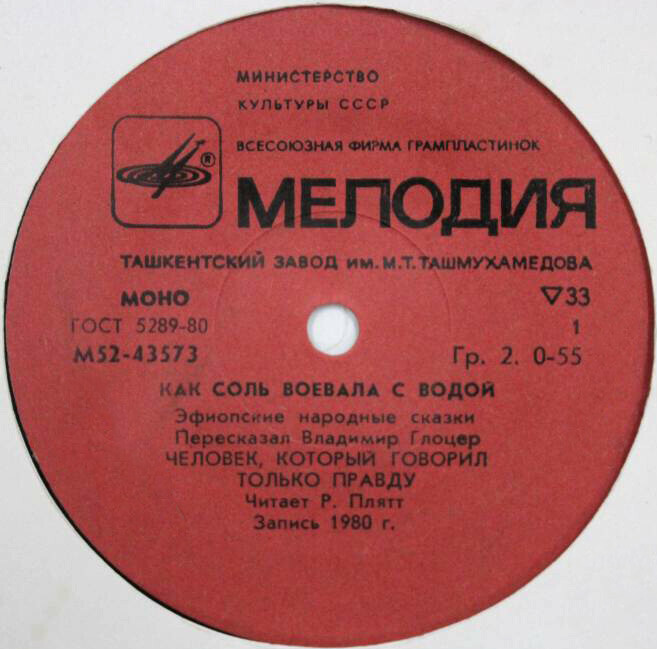 МИНИСТЕРСТВО
КУЛЬТУРЫ СССР
ВСЕСОЮЗНАЯ ФИРМА ГРАМПЛАСТИНОК
®
МЕЛОДИЯ
ТАШКЕНТСКИЙ ЗАВОД им. М.Т. ТАШМУХАМЕДОВА
МОНО ▽33
ГОСТ 5289-80 1
М52-43573 Гр. 2. 0-55
КАК СОЛЬ ВОЕВАЛА С ВОДОЙ
Эфиопские народные сказки
Пересказал Владимир Глоцер
ЧЕЛОВЕК, КОТОРЫЙ ГОВОРИЛ
ТОЛЬКО ПРАВДУ
Читает Р. Плятт
Запись 1980 г.